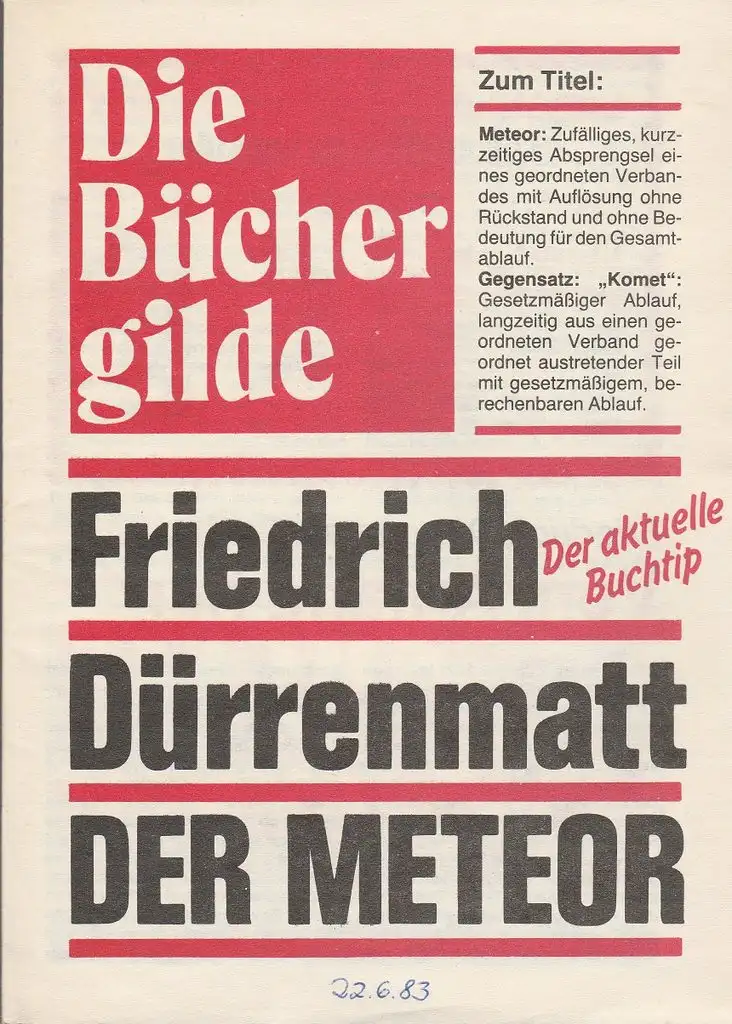 Die
Bücher
gilde
Zum Titel:
Meteor: Zufälliges, kurz-
zeitiges Absprengsel ei-
nes geordneten Verban-
des mit Auflösung ohne
Rückstand und ohne Be-
deutung für den Gesamt-
ablauf.
Gegensatz: „Komet“:
Gesetzmäßiger Ablauf,
langzeitig aus einen ge-
ordneten Verband ge-
ordnet austretender Teil
mit gesetzmäßigem, be-
rechenbaren Ablauf.
Friedrich
Der aktuelle
Buchtip
Dürrenmatt
DER METEOR
22.6.83